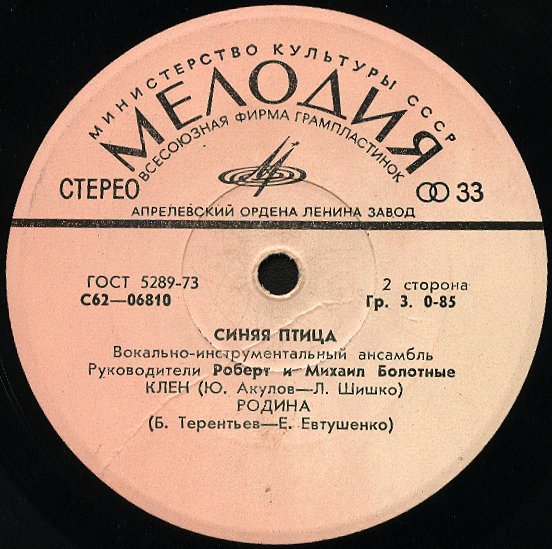 МИНИСТЕРСТВО КУЛЬТУРЫ СССР
МЕЛОДИЯ
ВСЕСОЮЗНАЯ ФИРМА ГРАМПЛАСТИНОК
СТЕРЕО
33
АПРЕЛЕВСКИЙ ОРДЕНА ЛЕНИНА ЗАВОД
ГОСТ 5289-73
2 сторона
С62—06810
Гр. 3. 0-85
СИНЯЯ ПТИЦА
Вокально-инструментальный ансамбль
Руководители Роберт и Михаил Болотные
КЛЕН (Ю. Акулов—Л. Шишко)
РОДИНА
(Б. Терентьев—Е. Евтушенко)